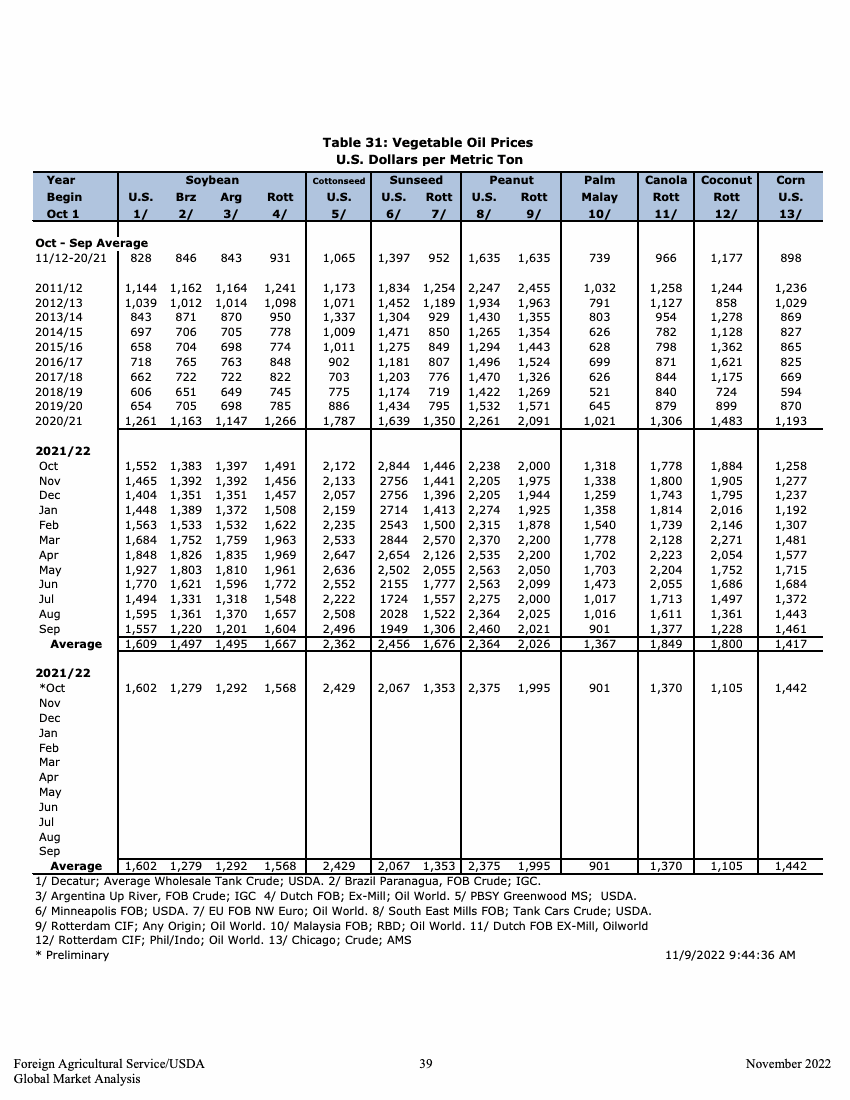 Table 31: Vegetable Oil Prices
U.S. Dollars per Metric Ton
Year Soybean Cottonseed Sunseed Peanut Palm Canola Coconut Corn
Begin U.S. Brz Arg Rott U.S. U.S. Rott U.S. Rott Malay Rott Rott U.S.
Oct 1 1/ 2/ 3/ 4/ 5/ 6/ 7/ 8/ 9/ 10/ 11/ 12/ 13/
Oct - Sep Average
11/12-20/21 828 846 843 931 1,065 1,397 952 1,635 1,635 739 966 1,177 898
2011/12 1,144 1,162 1,164 1,241 1,173 1,834 1,254 2,247 2,455 1,032 1,258 1,244 1,236
2012/13 1,039 1,012 1,014 1,098 1,071 1,452 1,189 1,934 1,963 791 1,127 858 1,029
2013/14 843 871 870 950 1,337 1,304 929 1,430 1,355 803 954 1,278 869
2014/15 697 706 705 778 1,009 1,471 850 1,265 1,354 626 782 1,128 827
2015/16 658 704 698 774 1,011 1,275 849 1,294 1,443 628 798 1,362 865
2016/17 718 765 763 848 902 1,181 807 1,496 1,524 699 871 1,621 825
2017/18 662 722 722 822 703 1,203 776 1,470 1,326 626 844 1,175 669
2018/19 606 651 649 745 775 1,174 719 1,422 1,269 521 840 724 594
2019/20 654 705 698 785 886 1,434 795 1,532 1,571 645 879 899 870
2020/21 1,261 1,163 1,147 1,266 1,787 1,639 1,350 2,261 2,091 1,021 1,306 1,483 1,193
2021/22
Oct 1,552 1,383 1,397 1,491 2,172 2,844 1,446 2,238 2,000 1,318 1,778 1,884 1,258
Nov 1,465 1,392 1,392 1,456 2,133 2756 1,441 2,205 1,975 1,338 1,800 1,905 1,277
Dec 1,404 1,351 1,351 1,457 2,057 2756 1,396 2,205 1,944 1,259 1,743 1,795 1,237
Jan 1,448 1,389 1,372 1,508 2,159 2714 1,413 2,274 1,925 1,358 1,814 2,016 1,192
Feb 1,563 1,533 1,532 1,622 2,235 2543 1,500 2,315 1,878 1,540 1,739 2,146 1,307
Mar 1,684 1,752 1,759 1,963 2,533 2844 2,570 2,370 2,200 1,778 2,128 2,271 1,481
Apr 1,848 1,826 1,835 1,969 2,647 2,654 2,126 2,535 2,200 1,702 2,223 2,054 1,577
May 1,927 1,803 1,810 1,961 2,636 2,502 2,055 2,563 2,050 1,703 2,204 1,752 1,715
Jun 1,770 1,621 1,596 1,772 2,552 2155 1,777 2,563 2,099 1,473 2,055 1,686 1,684
Jul 1,494 1,331 1,318 1,548 2,222 1724 1,557 2,275 2,000 1,017 1,713 1,497 1,372
Aug 1,595 1,361 1,370 1,657 2,508 2028 1,522 2,364 2,025 1,016 1,611 1,361 1,443
Sep 1,557 1,220 1,201 1,604 2,496 1949 1,306 2,460 2,021 901 1,377 1,228 1,461
Average 1,609 1,497 1,495 1,667 2,362 2,456 1,676 2,364 2,026 1,367 1,849 1,800 1,417
2021/22
*Oct 1,602 1,279 1,292 1,568 2,429 2,067 1,353 2,375 1,995 901 1,370 1,105 1,442
Nov
Dec
Jan
Feb
Mar
Apr
May
Jun
Jul
Aug
Sep
Average 1,602 1,279 1,292 1,568 2,429 2,067 1,353 2,375 1,995 901 1,370 1,105 1,442
1/ Decatur; Average Wholesale Tank Crude; USDA. 2/ Brazil Paranagua, FOB Crude; IGC.
3/ Argentina Up River, FOB Crude; IGC 4/ Dutch FOB; Ex-Mill; Oil World. 5/ PBSY Greenwood MS; USDA.
6/ Minneapolis FOB; USDA. 7/ EU FOB NW Euro; Oil World. 8/ South East Mills FOB; Tank Cars Crude; USDA.
9/ Rotterdam CIF; Any Origin; Oil World. 10/ Malaysia FOB; RBD; Oil World. 11/ Dutch FOB EX-Mill, Oilworld
12/ Rotterdam CIF; Phil/Indo; Oil World. 13/ Chicago; Crude; AMS
* Preliminary 11/9/2022 9:44:36 AM
Foreign Agricultural Service/USDA 39 November 2022
Global Market Analysis